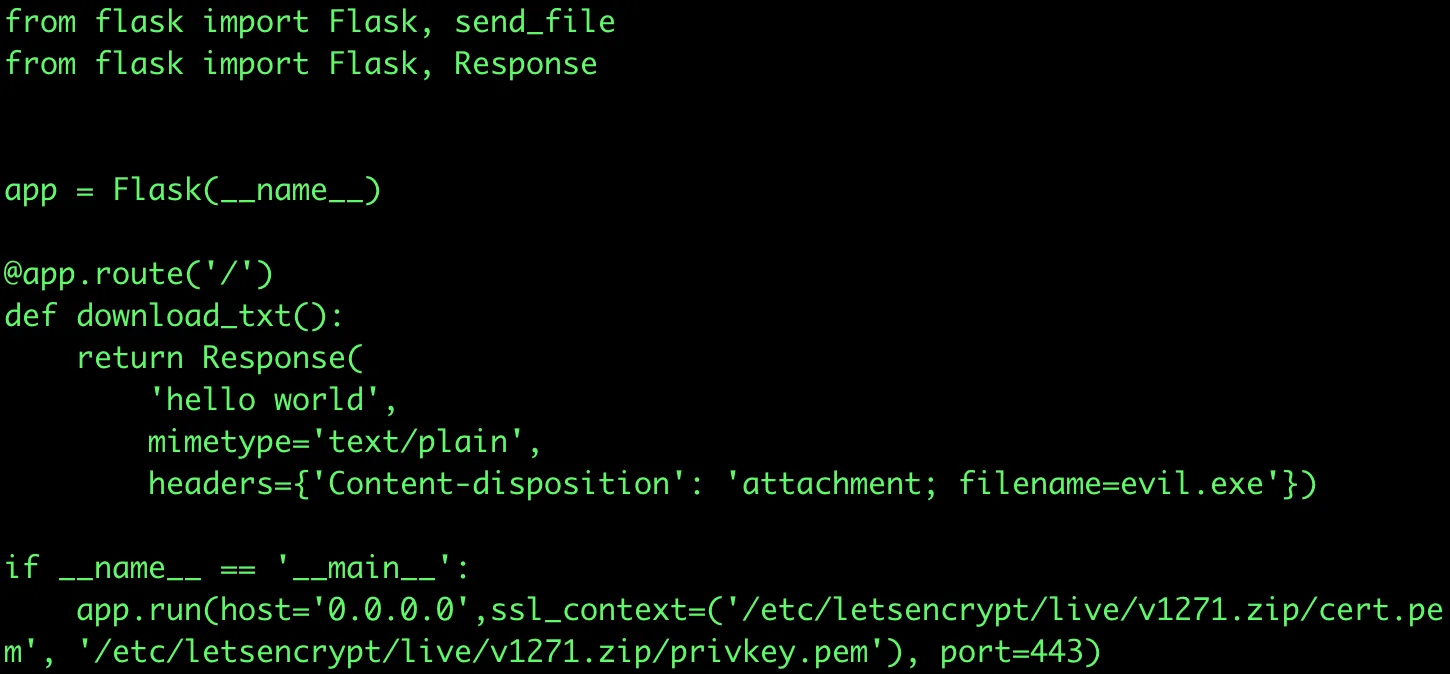 from flask import Flask, send_file
from flask import Flask, Response
app = Flask(__name__)
@app.route('/')
def download_txt():
    return Response(
        'hello world',
        mimetype='text/plain',
        headers={'Content-disposition': 'attachment; filename=evil.exe'})
if __name__ == '__main__':
    app.run(host='0.0.0.0',ssl_context=('/etc/letsencrypt/live/v1271.zip/cert.pe
m', '/etc/letsencrypt/live/v1271.zip/privkey.pem'), port=443)